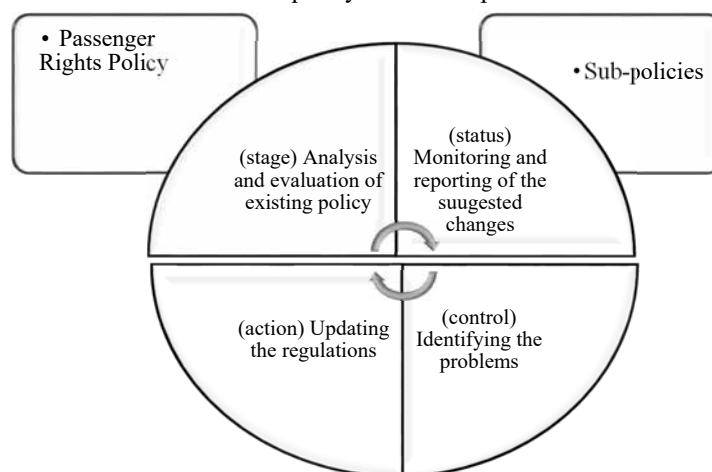 • Passenger
Rights Policy
• Sub-policies
(stage) Analysis
and evaluation of
existing policy
(status)
Monitoring and
reporting of the
suugested
changes
(action) Updating
the regulations
(control)
Identifying the
problems